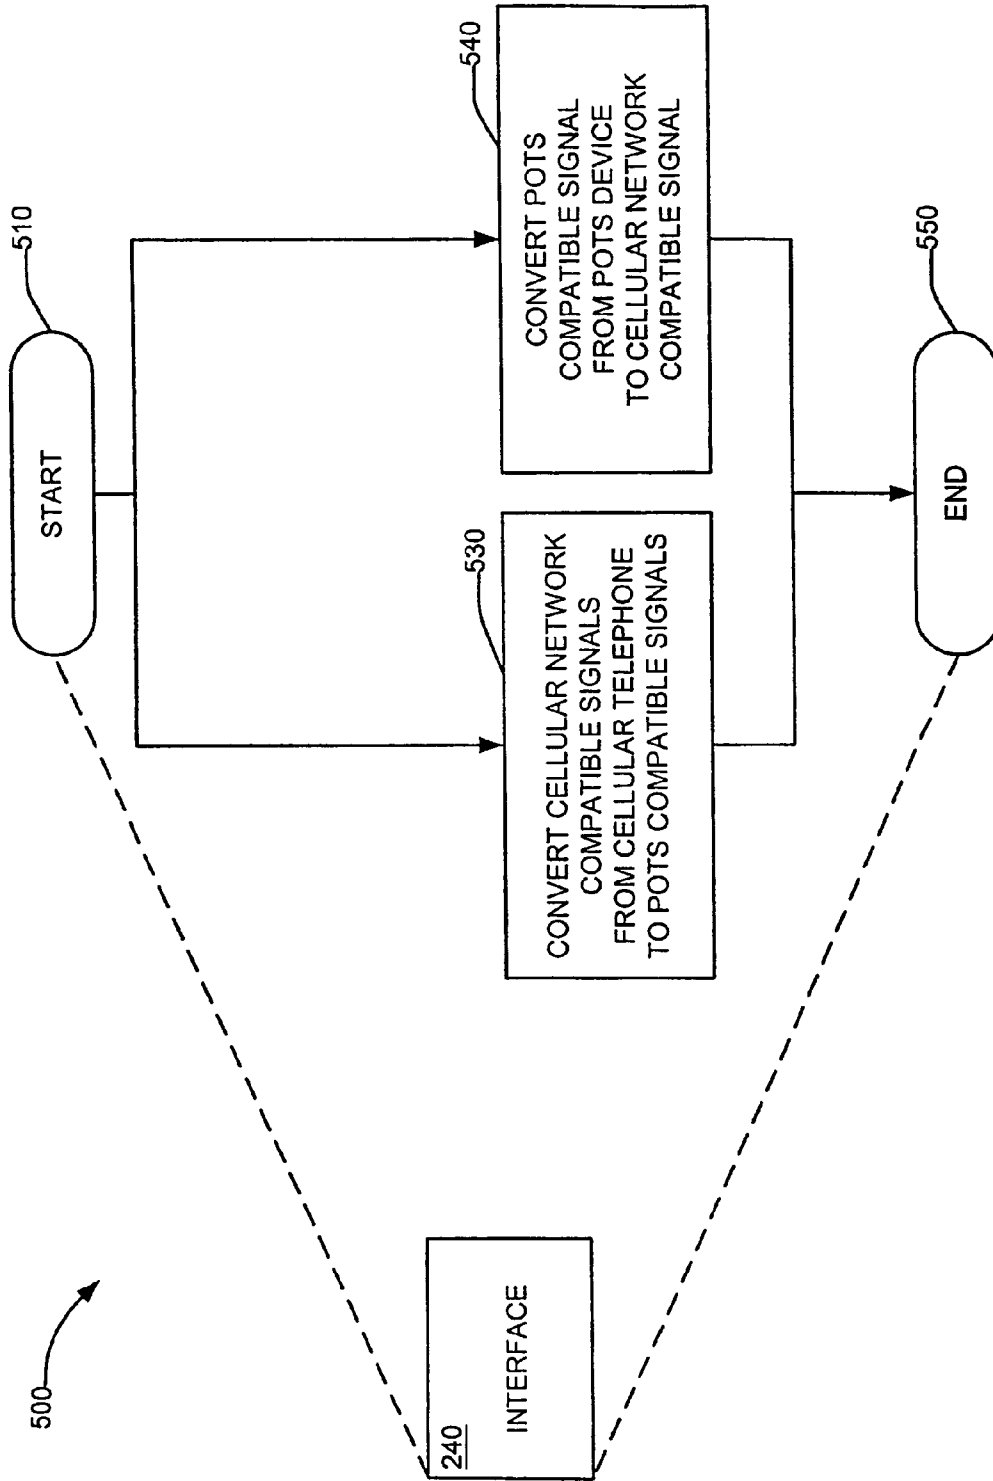 500
240
INTERFACE
START
510
CONVERT CELLULAR NETWORK
COMPATIBLE SIGNALS
FROM CELLULAR TELEPHONE
TO POTS COMPATIBLE SIGNALS
530
CONVERT POTS
COMPATIBLE SIGNAL
FROM POTS DEVICE
TO CELLULAR NETWORK
COMPATIBLE SIGNAL
540
END
550